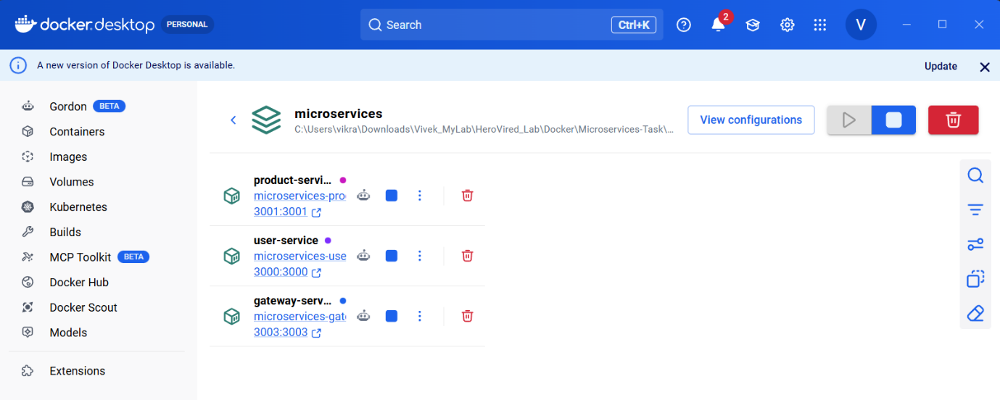 docker.desktop PERSONAL
Search Ctrl+K
2
V
A new version of Docker Desktop is available.
Update
Gordon BETA
Containers
Images
Volumes
Kubernetes
Builds
MCP Toolkit BETA
Docker Hub
Docker Scout
Models
Extensions
microservices
C:\Users\vikra\Downloads\Vivek_MyLab\HeroVired_Lab\Docker\Microservices-Task\...
View configurations
product-servi...
microservices-pro
3001:3001
user-service
microservices-use
3000:3000
gateway-serv...
microservices-gat
3003:3003